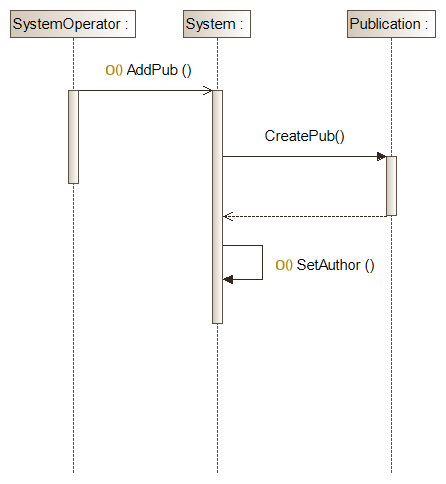 SystemOperator :
System :
Publication :
O() AddPub ()
CreatePub()
O() SetAuthor ()